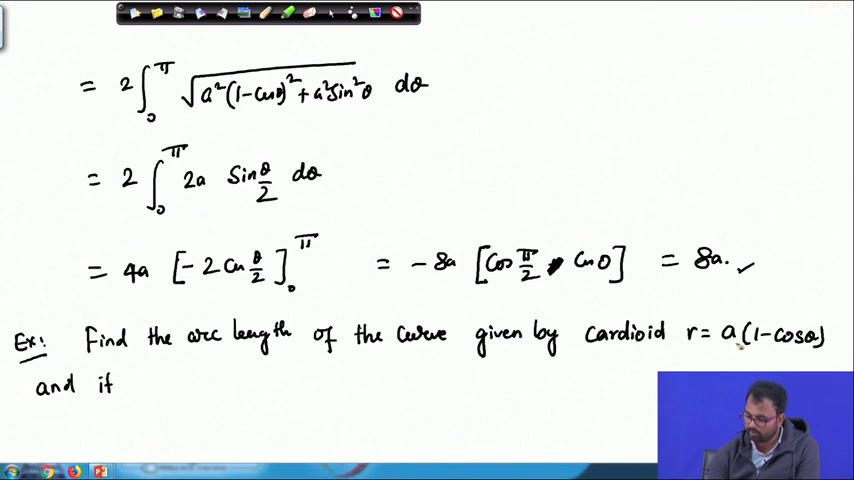 = 2 ∫₀^π √(a²(1-cosθ)² + a²sin²θ) dθ
= 2 ∫₀^π 2a Sin θ/2 dθ
= 4a [-2 cos θ/2]₀^π = -8a [Cos π/2 - cos 0] = 8a. ✓
Ex: Find the arc length of the curve given by cardioid r = a(1-cosθ)
and if